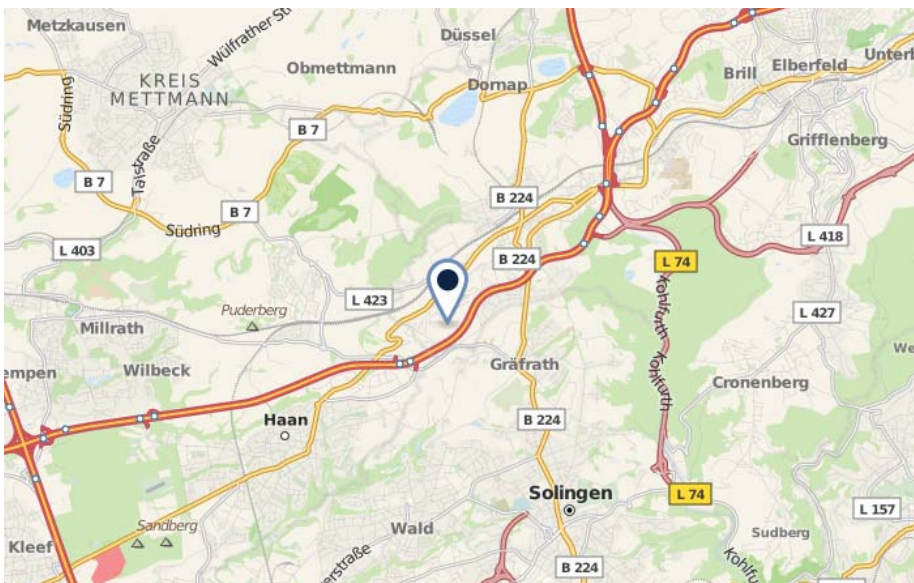 Metzkausen
Wülfrather Str
Düssel
KREIS
METTMANN
Obmettmann
Dornap
Brill
Elberfeld
Unterb
Südring
B 7
Grifflenberg
Talstraße
B 7
B 224
B 7
Südring
L 418
L 403
B 224
L 74
L 423
Puderberg
Kohlfurth
L 427
Millrath
Kohlfurth
We
empen
Wilbeck
Gräfrath
Cronenberg
Haan
B 224
Solingen
L 74
L 157
Sandberg
Wald
Sudberg
Kleef
erstraße
B 224
Kohlfu